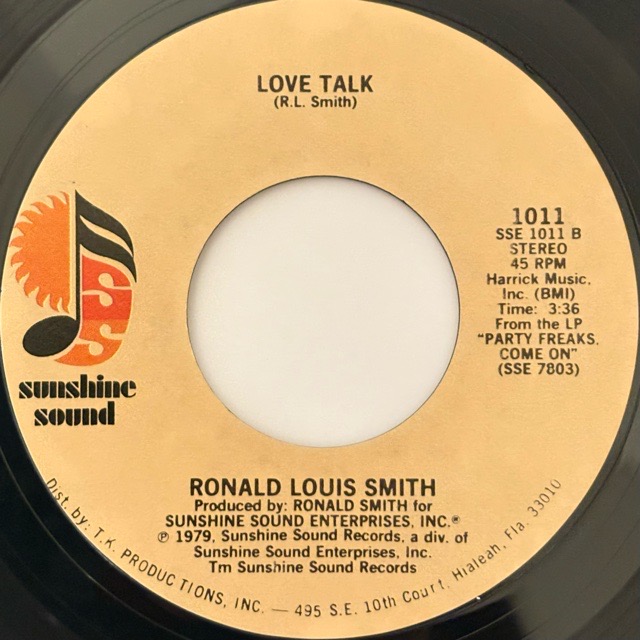 LOVE TALK
(R.L. Smith)
1011
SSE 1011 B
STEREO
45 RPM
Harrick Music,
Inc. (BMI)
Time: 3:36
From the LP
"PARTY FREAKS,
COME ON"
(SSE 7803)
SS
sunshine
sound
RONALD LOUIS SMITH
Produced by: RONALD SMITH for
SUNSHINE SOUND ENTERPRISES, INC.®
℗ 1979, Sunshine Sound Records, a div. of
Sunshine Sound Enterprises, Inc.
Tm Sunshine Sound Records
Dist. by: T.K. PRODUCTIONS, INC. — 495 S.E. 10th Court, Hialeah, Fla. 33010